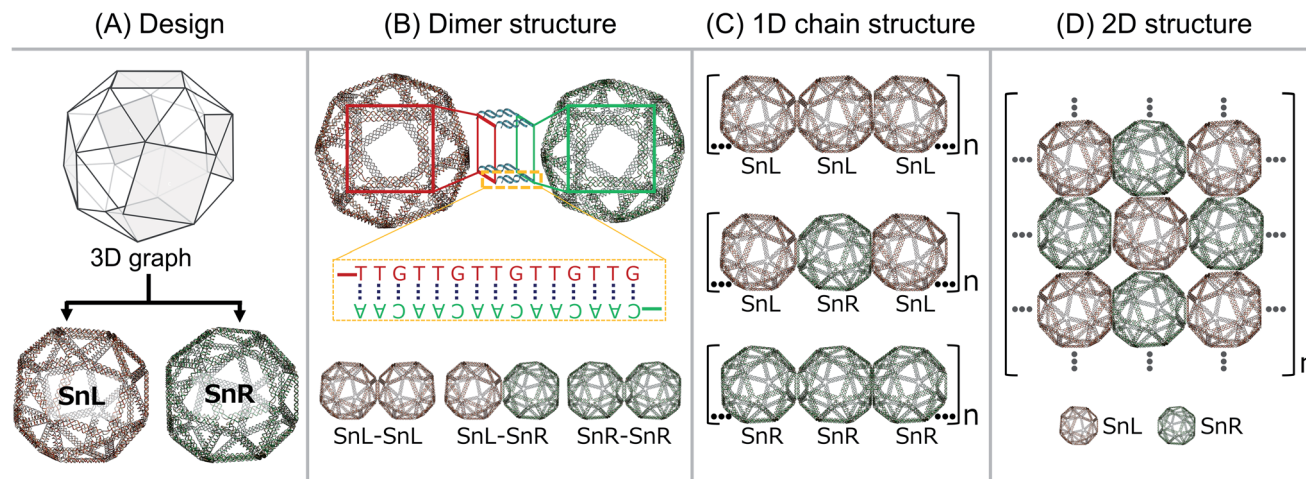 (A) Design
3D graph
SnL
SnR
(B) Dimer structure
TTGTTGTTGTTGTTG
AACAACAACAACAAC
SnL-SnL
SnL-SnR
SnR-SnR
(C) 1D chain structure
n
SnL SnL SnL
n
SnL SnR SnL
n
SnR SnR SnR
(D) 2D structure
n
SnL
SnR